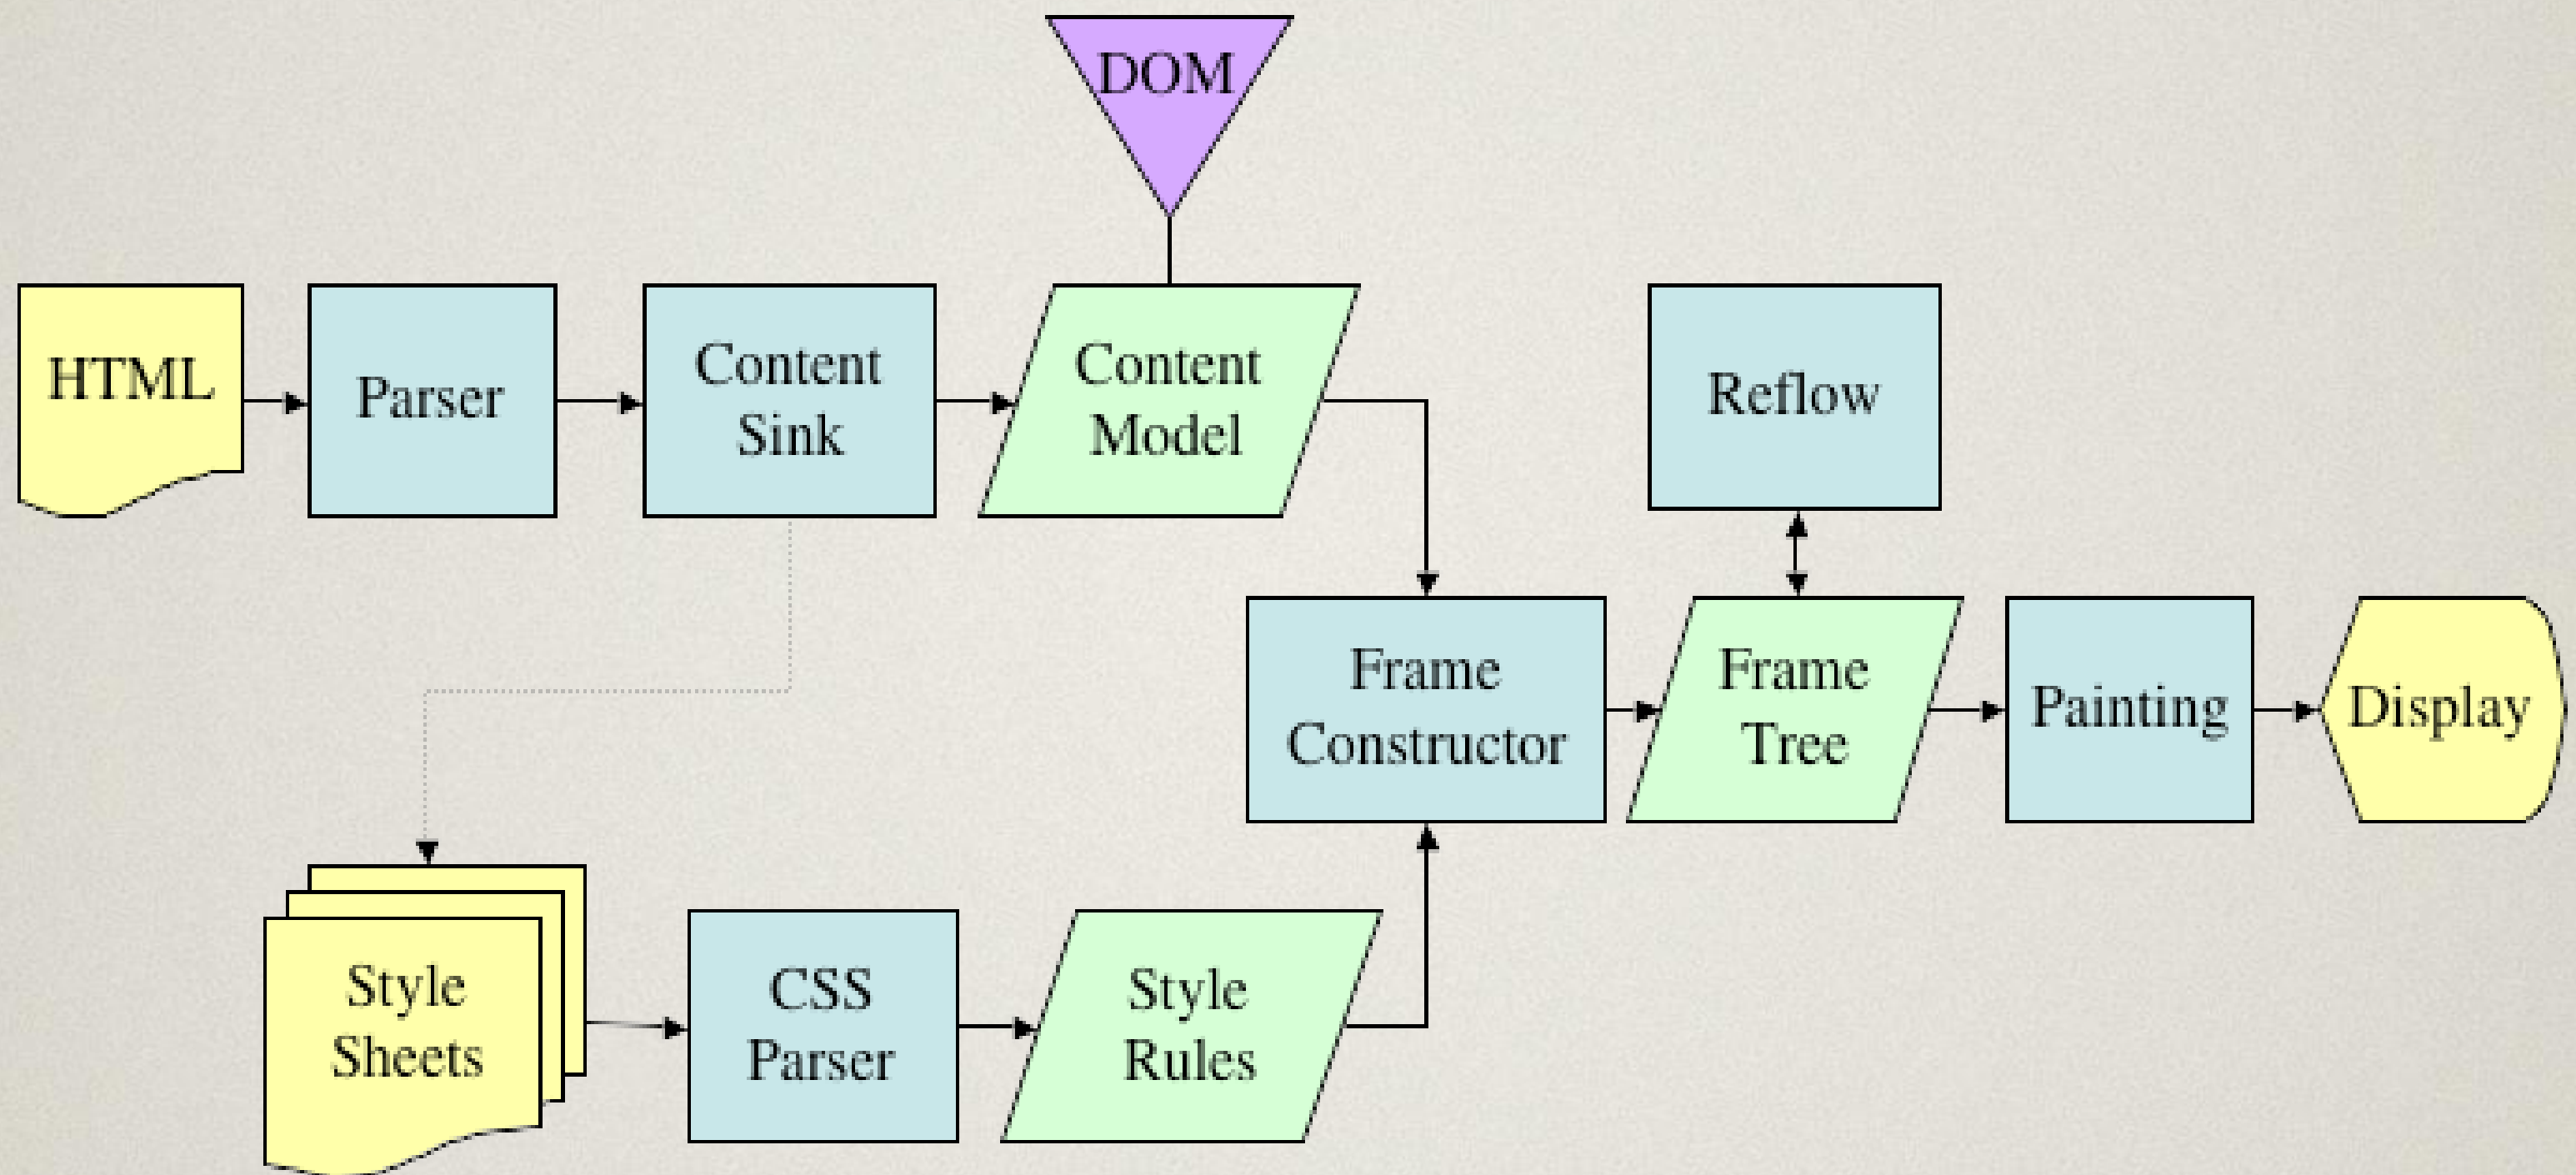 DOM
HTML
Parser
Content
Sink
Content
Model
Reflow
Frame
Constructor
Frame
Tree
Painting
Display
Style
Sheets
CSS
Parser
Style
Rules